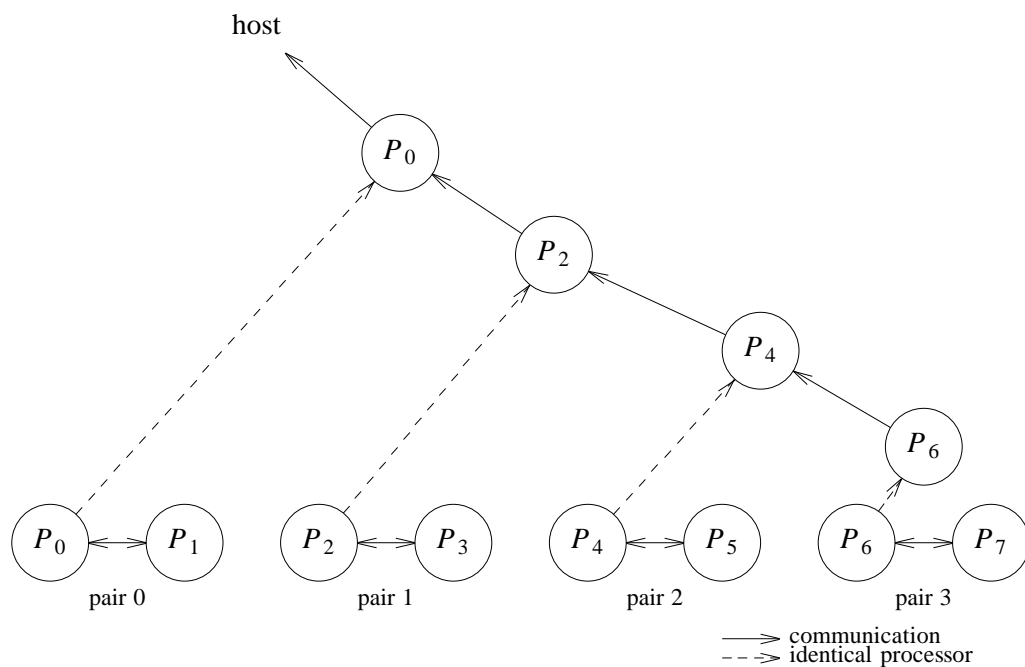 host
P0
P2
P4
P6
P0 P1 P2 P3 P4 P5 P6 P7
pair 0 pair 1 pair 2 pair 3
communication
identical processor